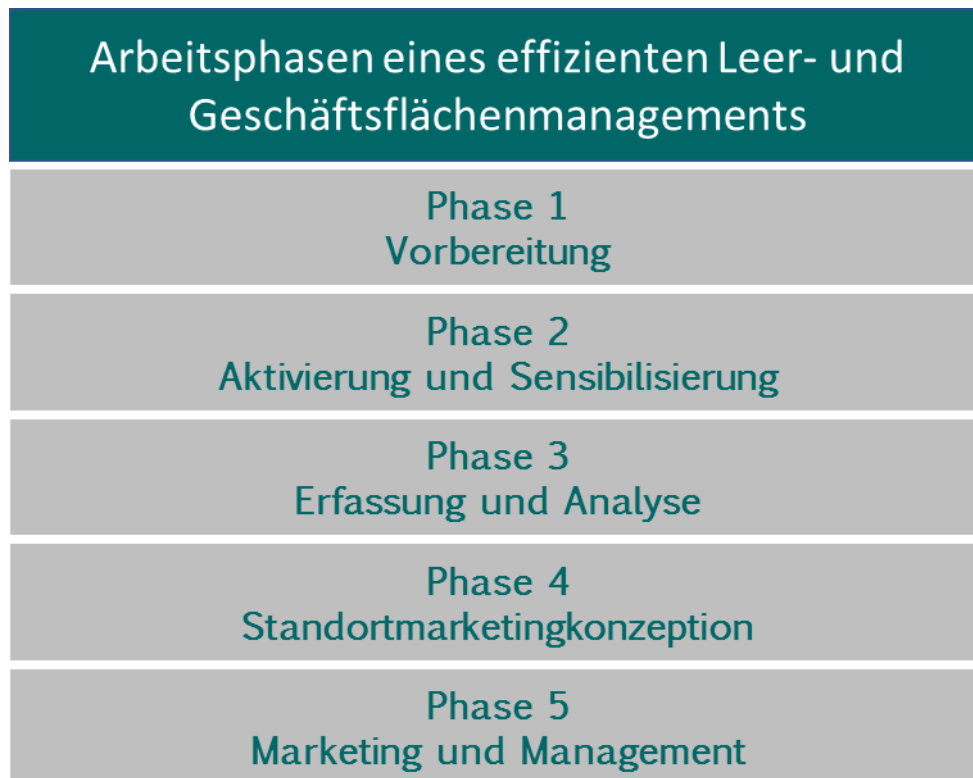 Arbeitsphasen eines effizienten Leer- und
Geschäftsflächenmanagements
Phase 1
Vorbereitung
Phase 2
Aktivierung und Sensibilisierung
Phase 3
Erfassung und Analyse
Phase 4
Standortmarketingkonzeption
Phase 5
Marketing und Management